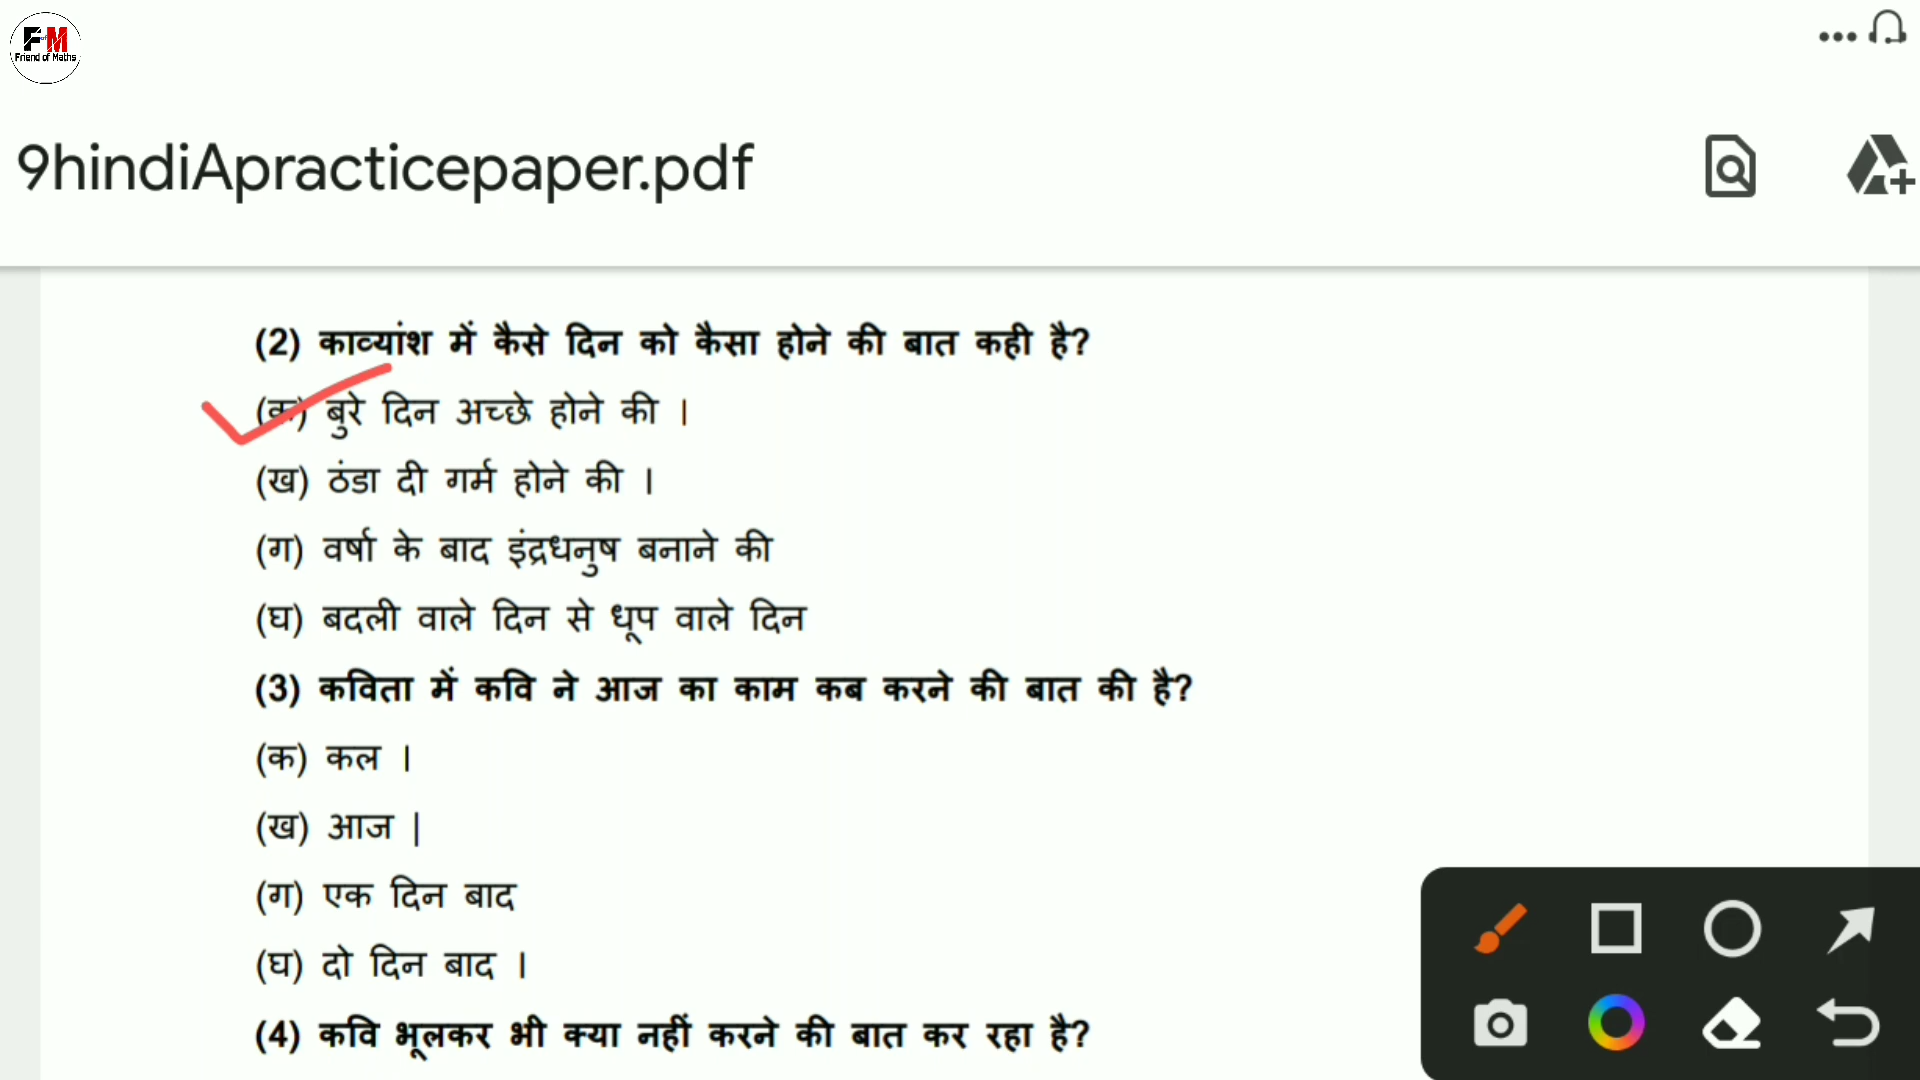 FofM
Friend of Maths
9hindiApracticepaper.pdf
(2) काव्यांश में कैसे दिन को कैसा होने की बात कही है?
(क) बुरे दिन अच्छे होने की ।
(ख) ठंडा दी गर्म होने की ।
(ग) वर्षा के बाद इंद्रधनुष बनाने की
(घ) बदली वाले दिन से धूप वाले दिन
(3) कविता में कवि ने आज का काम कब करने की बात की है?
(क) कल ।
(ख) आज |
(ग) एक दिन बाद
(घ) दो दिन बाद ।
(4) कवि भूलकर भी क्या नहीं करने की बात कर रहा है?